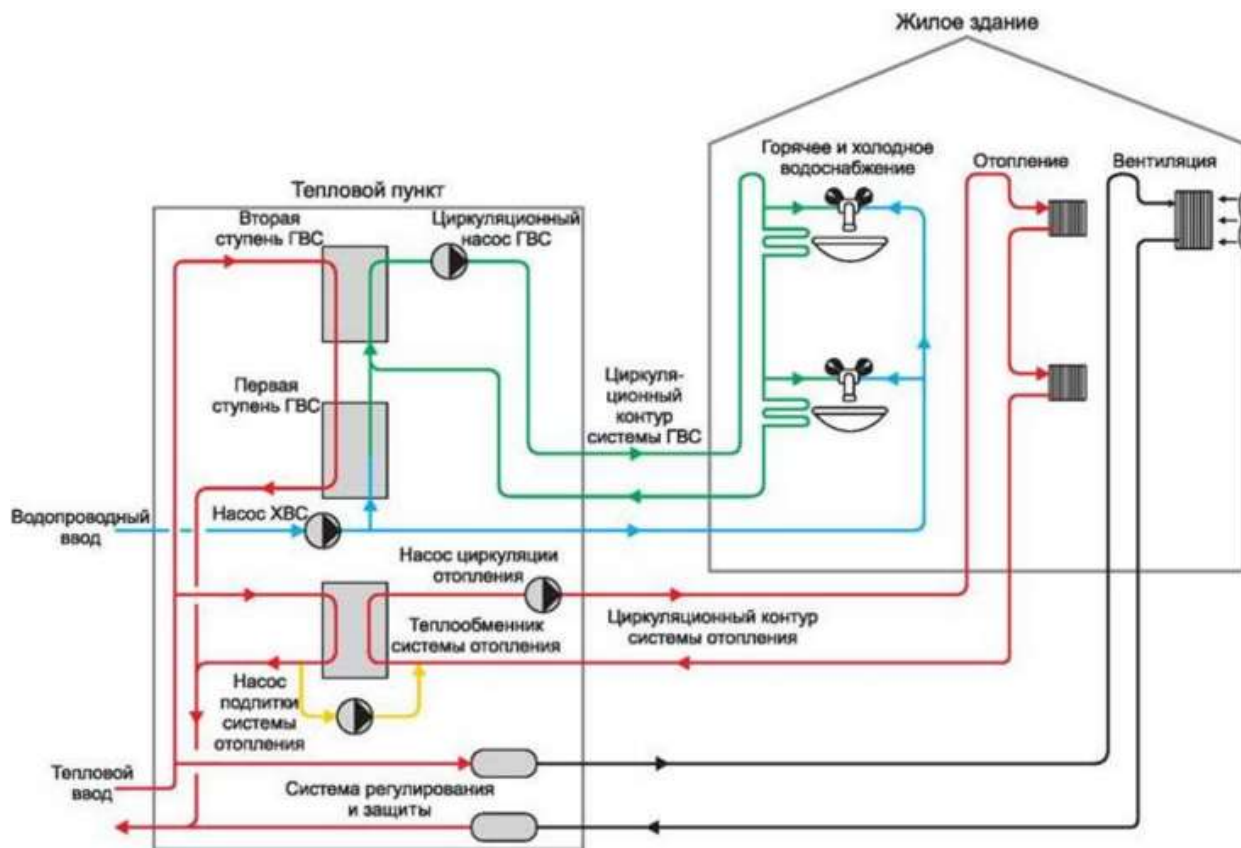 Жилое здание
Горячее и холодное
водоснабжение
Отопление
Вентиляция
Тепловой пункт
Вторая
ступень ГВС
Циркуляционный
насос ГВС
Первая
ступень ГВС
Циркуля-
ционный
контур
системы ГВС
Водопроводный
ввод
Насос ХВС
Насос циркуляции
отопления
Теплообменник
системы отопления
Циркуляционный контур
системы отопления
Насос
подпитки
системы
отопления
Тепловой
ввод
Система регулирования
и защиты